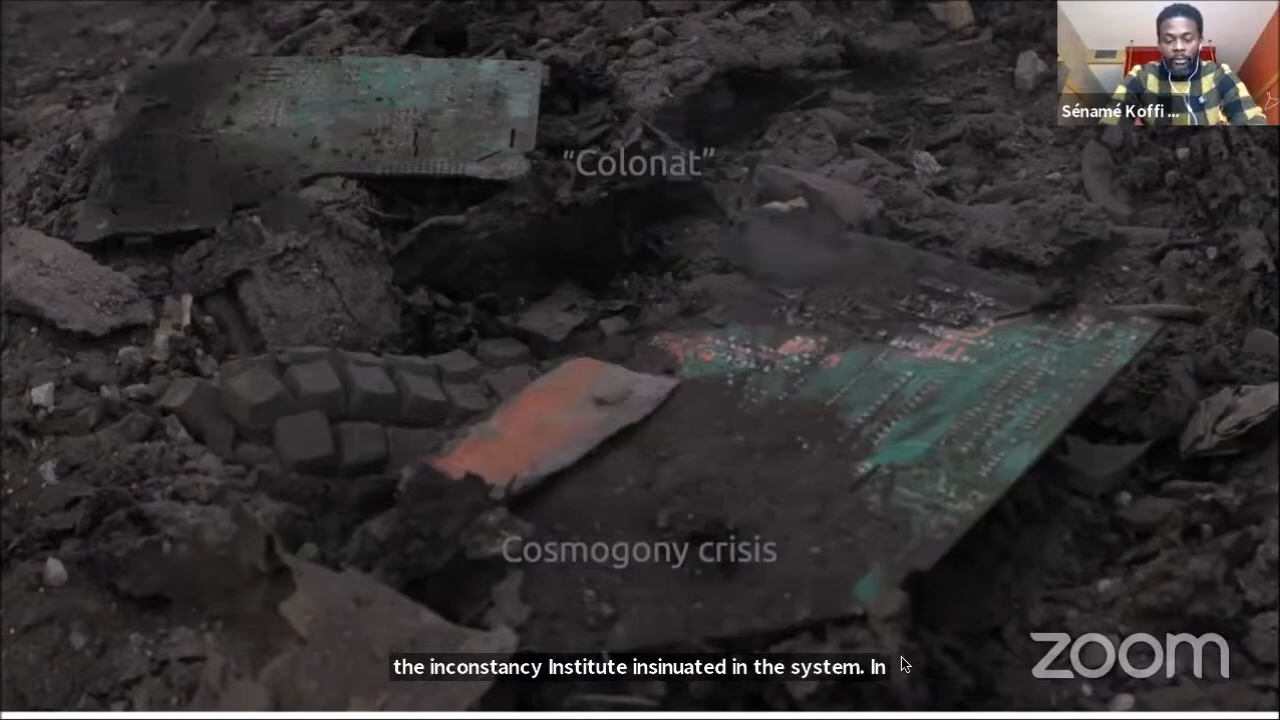 Sénamé Koffi ...
“Colonat”
Cosmogony crisis
the inconstancy Institute insinuated in the system. In
zoom